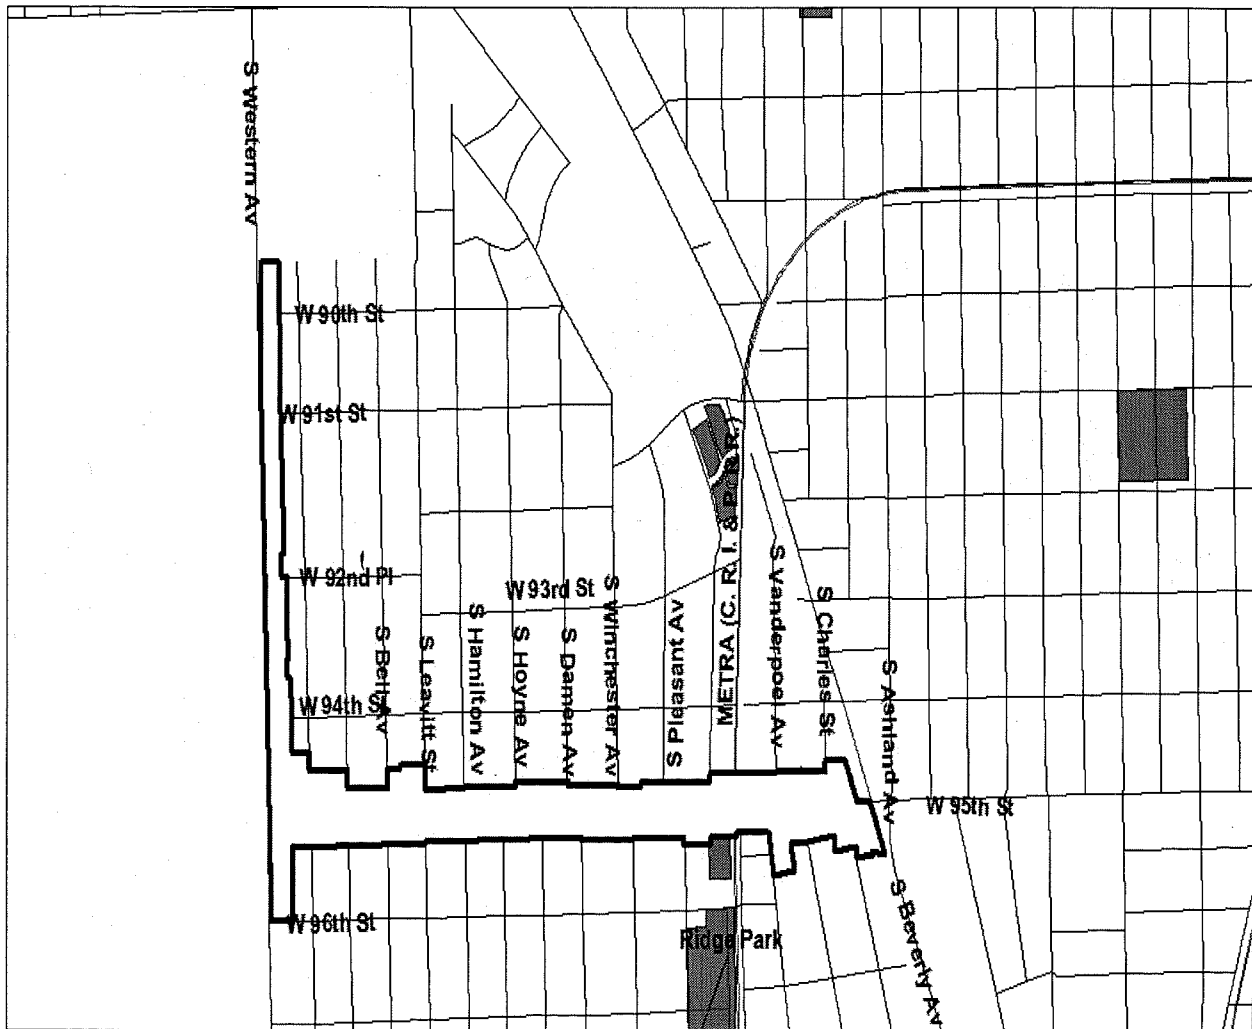 S Western Av
W 90th St
W 91st St
W 92nd Pl
W 93rd St
W 94th St
S Bell Av
S Leavitt St
S Hamilton Av
S Hoyne Av
S Damen Av
S Winchester Av
S Pleasant Av
METRA (C. R. I. & P. R.R.)
S Vanderpoel Av
S Charles St
S Ashland Av
W 95th St
S Beverly Av
W 96th St
Ridge Park